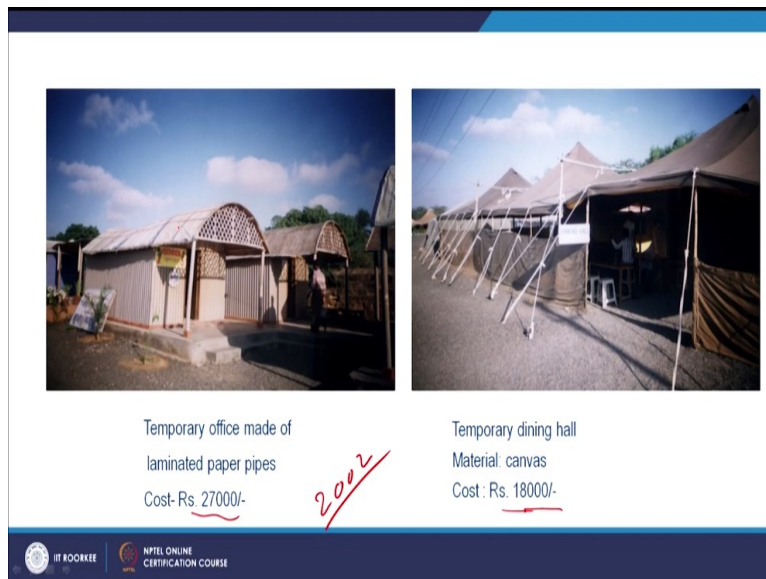 Temporary office made of
laminated paper pipes
Cost- Rs. 27000/-
2002
Temporary dining hall
Material: canvas
Cost : Rs. 18000/-
IIT ROORKEE
NPTEL ONLINE
CERTIFICATION COURSE